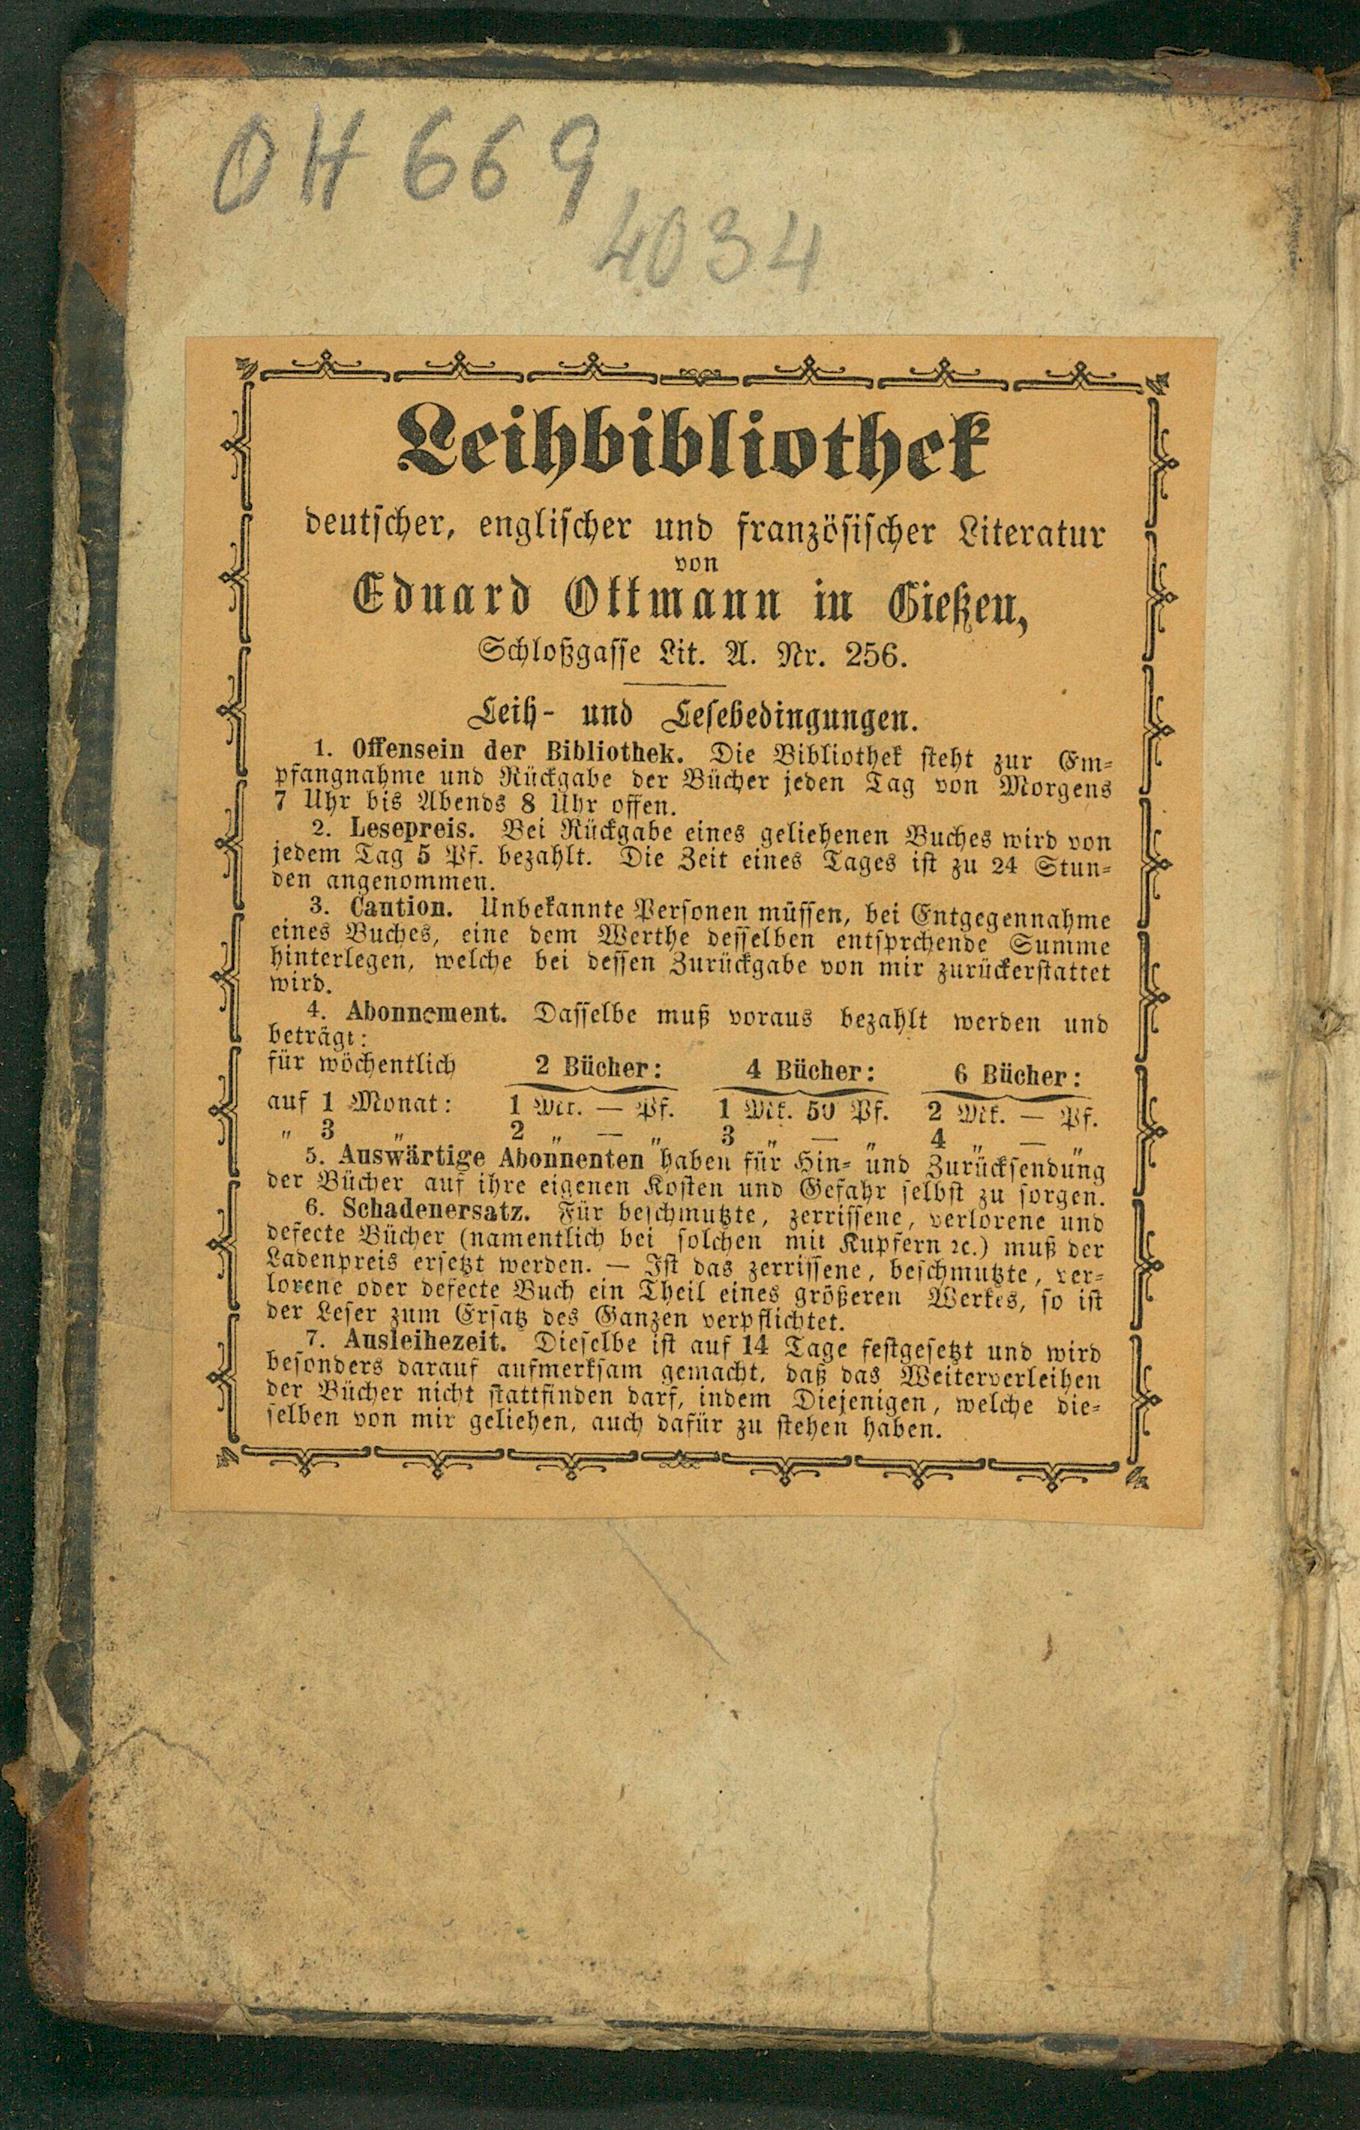 OH 669
4034
Leihbibliothek
deutscher, englischer und französischer Literatur
von
Eduard Ottmann in Gießen,
Schloßgasse Lit. A. Nr. 256.
Leih- und Lesebedingungen.
1. Offensein der Bibliothek. Die Bibliothek steht zur Em-
pfangnahme und Rückgabe der Bücher jeden Tag von Morgens
7 Uhr bis Abends 8 Uhr offen.
2. Lesepreis. Bei Rückgabe eines geliehenen Buches wird von
jedem Tag 5 Pf. bezahlt. Die Zeit eines Tages ist zu 24 Stun-
den angenommen.
3. Caution. Unbekannte Personen müssen, bei Entgegennahme
eines Buches, eine dem Werthe desselben entsprchende Summe
hinterlegen, welche bei dessen Zurückgabe von mir zurückerstattet
wird.
4. Abonnement. Dasselbe muß voraus bezahlt werden und
beträgt:
für wöchentlich 2 Bücher: 4 Bücher: 6 Bücher:
auf 1 Monat: 1 Mk. — Pf. 1 Mk. 50 Pf. 2 Mk. — Pf.
„ 3 „ 2 „ — „ 3 „ — „ 4 „ — „
5. Auswärtige Abonnenten haben für Hin- und Zurücksendung
der Bücher auf ihre eigenen Kosten und Gefahr selbst zu sorgen.
6. Schadenersatz. Für beschmutzte, zerrissene, verlorene und
defecte Bücher (namentlich bei solchen mit Kupfern ꝛc.) muß der
Ladenpreis ersetzt werden. — Ist das zerrissene, beschmutzte, ver-
lorene oder defecte Buch ein Theil eines größeren Werkes, so ist
der Leser zum Ersatz des Ganzen verpflichtet.
7. Ausleihezeit. Dieselbe ist auf 14 Tage festgesetzt und wird
besonders darauf aufmerksam gemacht, daß das Weiterverleihen
der Bücher nicht stattfinden darf, indem Diejenigen, welche die-
selben von mir geliehen, auch dafür zu stehen haben.